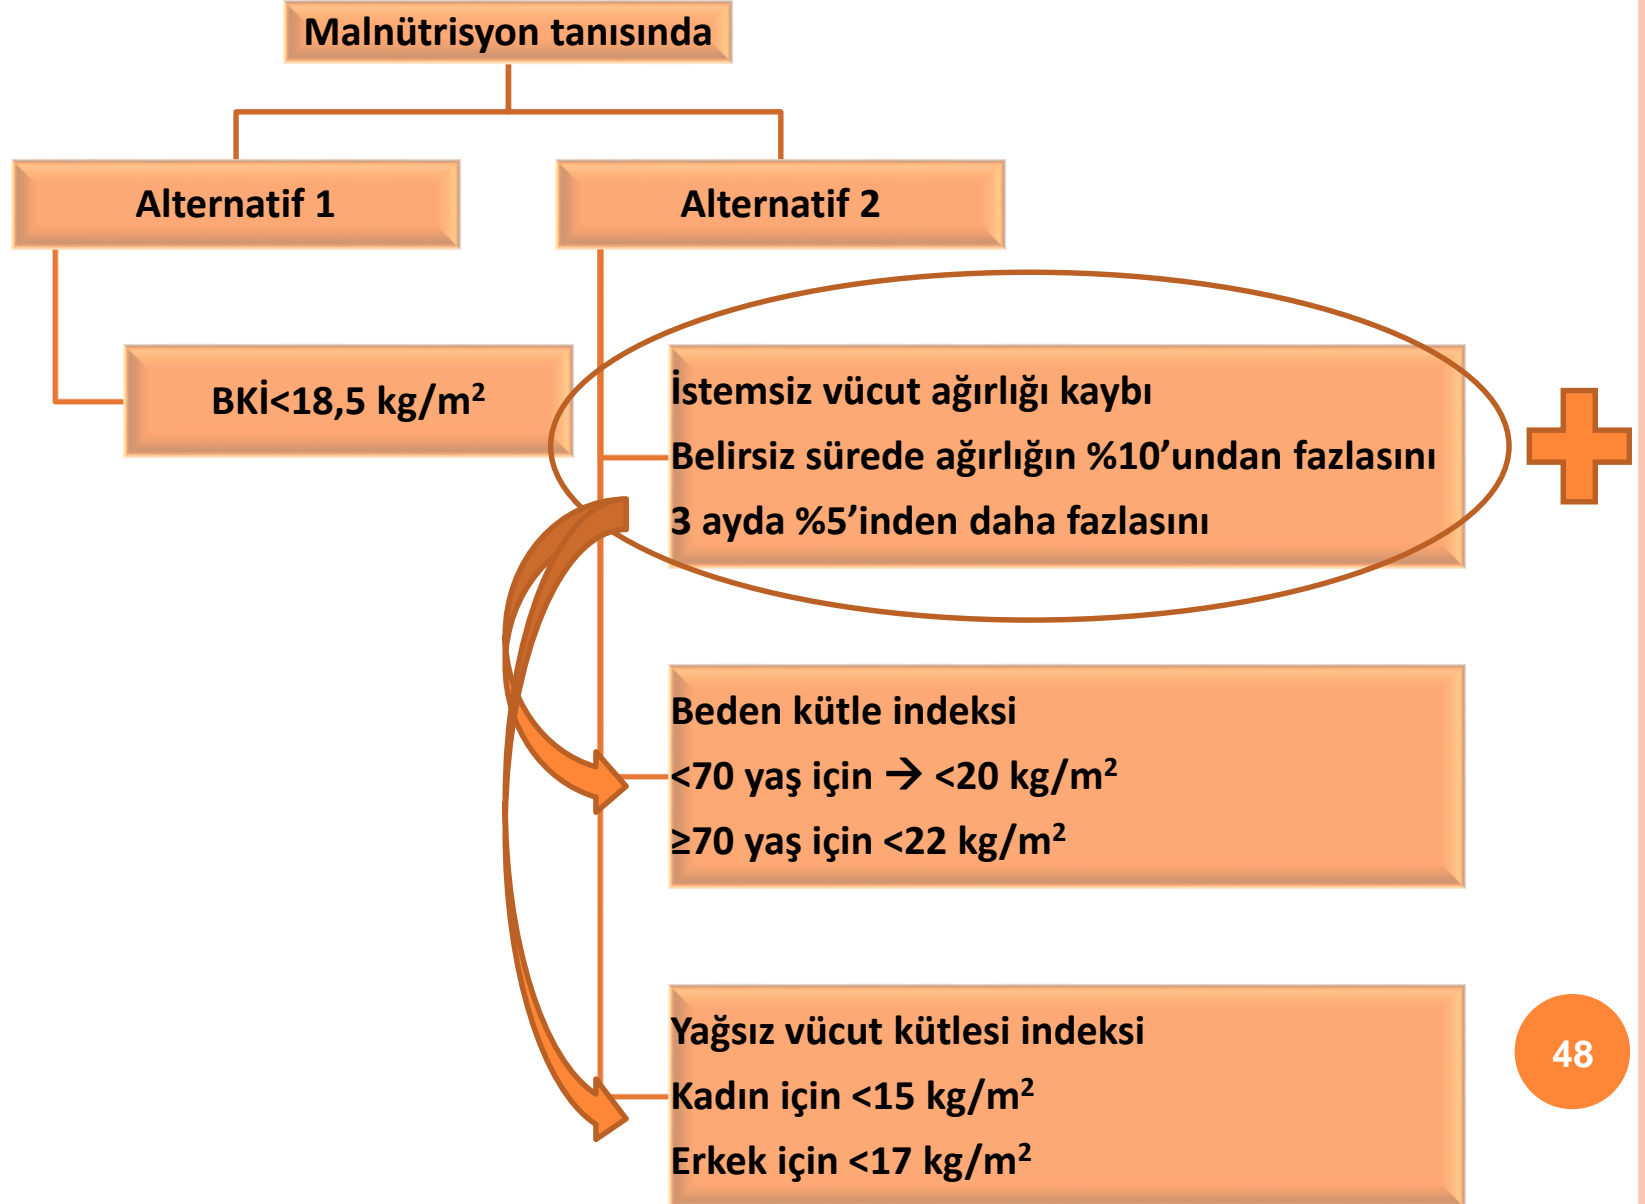 Malnütrisyon tanısında
Alternatif 1
Alternatif 2
BKİ<18,5 kg/m²
İstemsiz vücut ağırlığı kaybı
Belirsiz sürede ağırlığın %10’undan fazlasını
3 ayda %5’inden daha fazlasını
Beden kütle indeksi
<70 yaş için → <20 kg/m²
≥70 yaş için <22 kg/m²
Yağsız vücut kütlesi indeksi
Kadın için <15 kg/m²
Erkek için <17 kg/m²
48